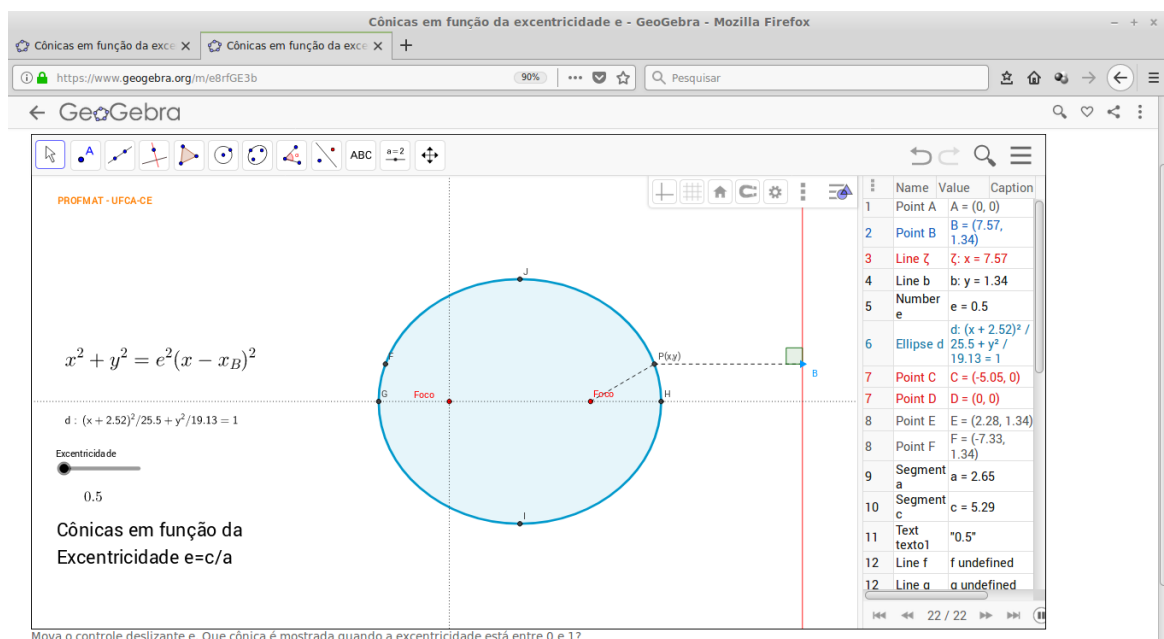 Cônicas em função da excentricidade e - GeoGebra - Mozilla Firefox
Cônicas em função da exce
Cônicas em função da exce
https://www.geogebra.org/m/e8rfGE3b
90%
Pesquisar
GeoGebra
ABC
a=2
PROFMAT - UFCA-CE
x² + y² = e²(x − x_B)²
d : (x + 2.52)²/25.5 + y²/19.13 = 1
Excentricidade
0.5
Cônicas em função da
Excentricidade e=c/a
J
F
P(x,y)
B
G
Foco
Foco
H
I
Name Value Caption
1 Point A A = (0, 0)
2 Point B B = (7.57, 1.34)
3 Line ζ ζ: x = 7.57
4 Line b b: y = 1.34
5 Number e e = 0.5
6 Ellipse d d: (x + 2.52)² / 25.5 + y² / 19.13 = 1
7 Point C C = (-5.05, 0)
7 Point D D = (0, 0)
8 Point E E = (2.28, 1.34)
8 Point F F = (-7.33, 1.34)
9 Segment a a = 2.65
10 Segment c c = 5.29
11 Text texto1 "0.5"
12 Line f f undefined
12 Line g g undefined
22 / 22
Mova o controle deslizante e. Que cônica é mostrada quando a excentricidade está entre 0 e 1?